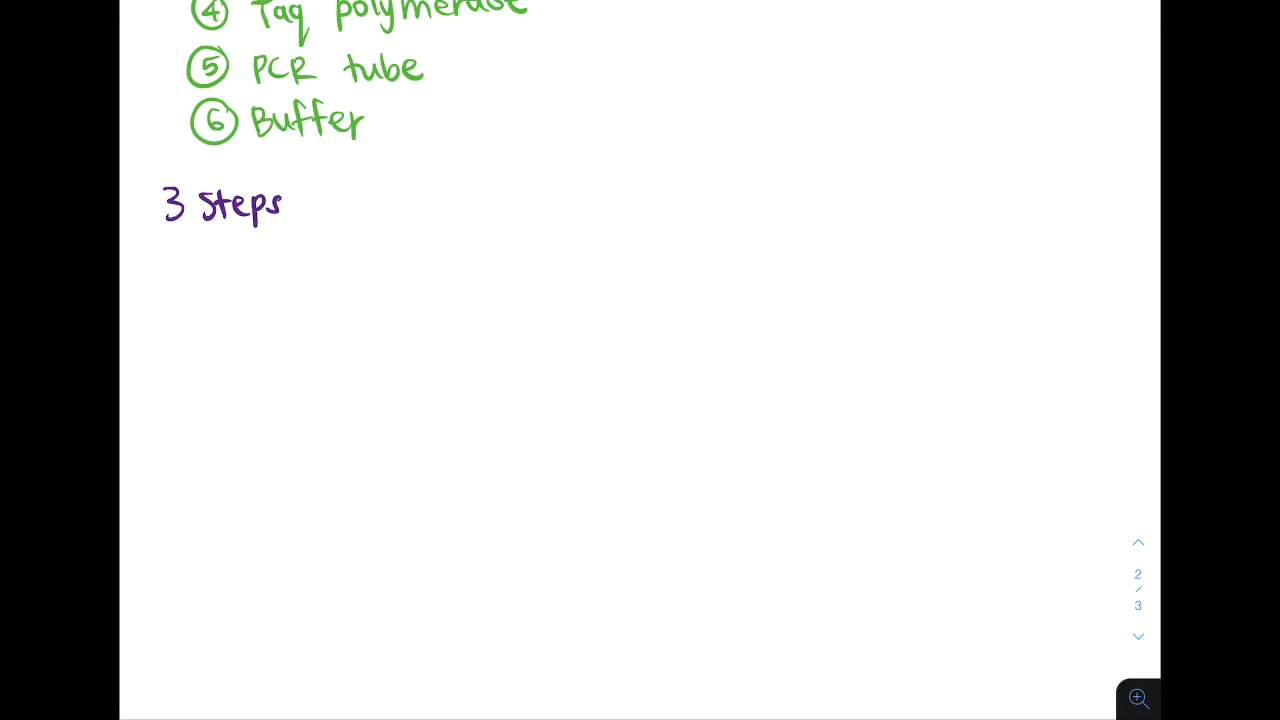 ④ Taq polymerase
⑤ PCR tube
⑥ Buffer
3 Steps
2
/
3